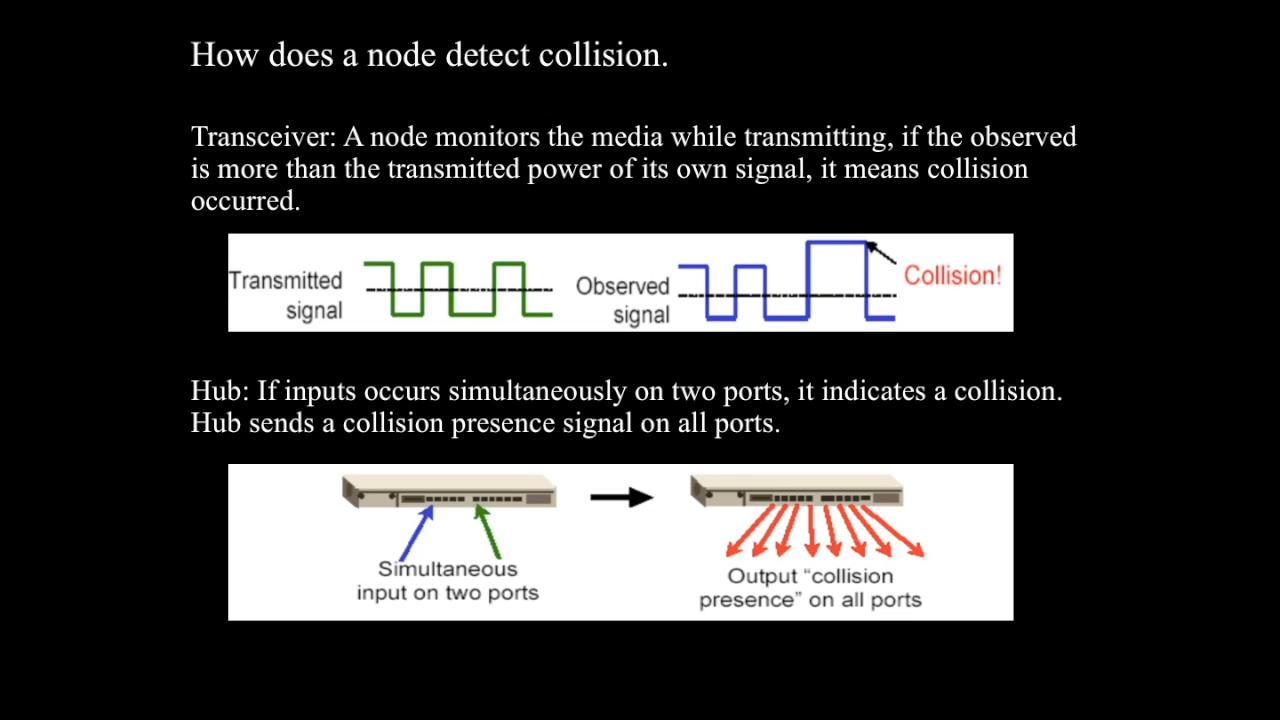 How does a node detect collision.
Transceiver: A node monitors the media while transmitting, if the observed
is more than the transmitted power of its own signal, it means collision
occurred.
Transmitted
signal
Observed
signal
Collision!
Hub: If inputs occurs simultaneously on two ports, it indicates a collision.
Hub sends a collision presence signal on all ports.
Simultaneous
input on two ports
Output “collision
presence” on all ports